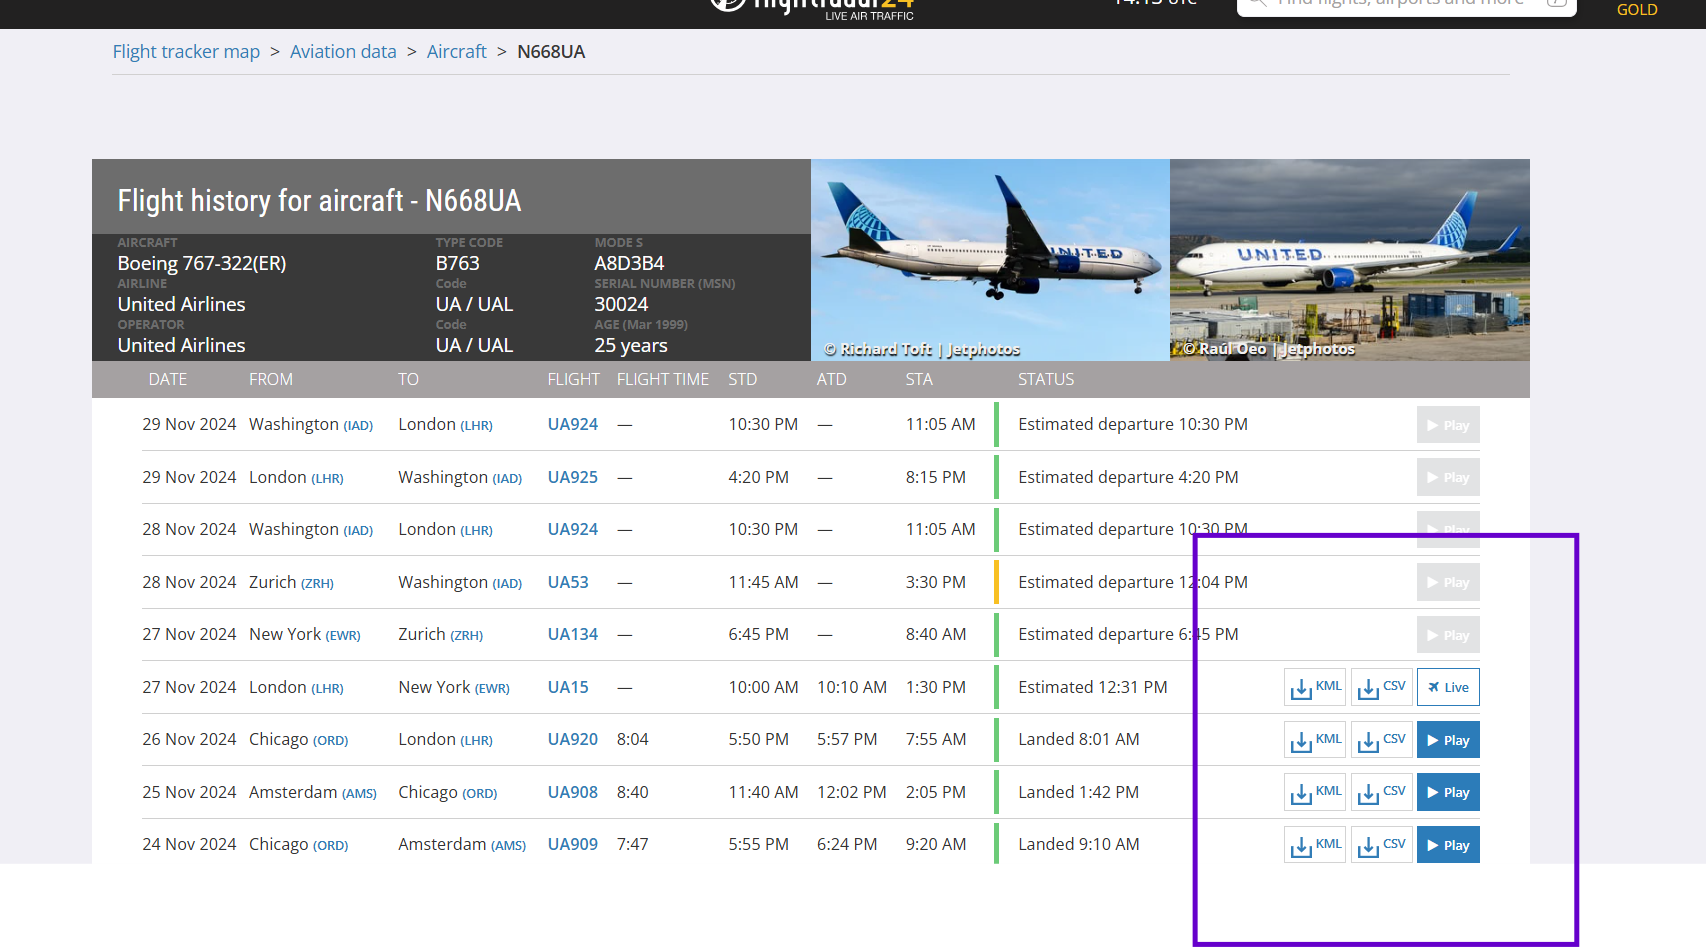 LIVE AIR TRAFFIC
GOLD
Flight tracker map > Aviation data > Aircraft > N668UA
Flight history for aircraft - N668UA
AIRCRAFT TYPE CODE MODE S
Boeing 767-322(ER) B763 A8D3B4
AIRLINE Code SERIAL NUMBER (MSN)
United Airlines UA / UAL 30024
OPERATOR Code AGE (Mar 1999)
United Airlines UA / UAL 25 years
UNITED
UNITED
© Richard Toft | Jetphotos
© Raúl Oeo | Jetphotos
DATE FROM TO FLIGHT FLIGHT TIME STD ATD STA STATUS
29 Nov 2024 Washington (IAD) London (LHR) UA924 — 10:30 PM — 11:05 AM Estimated departure 10:30 PM Play
29 Nov 2024 London (LHR) Washington (IAD) UA925 — 4:20 PM — 8:15 PM Estimated departure 4:20 PM Play
28 Nov 2024 Washington (IAD) London (LHR) UA924 — 10:30 PM — 11:05 AM Estimated departure 10:30 PM Play
28 Nov 2024 Zurich (ZRH) Washington (IAD) UA53 — 11:45 AM — 3:30 PM Estimated departure 12:04 PM Play
27 Nov 2024 New York (EWR) Zurich (ZRH) UA134 — 6:45 PM — 8:40 AM Estimated departure 6:45 PM Play
27 Nov 2024 London (LHR) New York (EWR) UA15 — 10:00 AM 10:10 AM 1:30 PM Estimated 12:31 PM KML CSV Live
26 Nov 2024 Chicago (ORD) London (LHR) UA920 8:04 5:50 PM 5:57 PM 7:55 AM Landed 8:01 AM KML CSV Play
25 Nov 2024 Amsterdam (AMS) Chicago (ORD) UA908 8:40 11:40 AM 12:02 PM 2:05 PM Landed 1:42 PM KML CSV Play
24 Nov 2024 Chicago (ORD) Amsterdam (AMS) UA909 7:47 5:55 PM 6:24 PM 9:20 AM Landed 9:10 AM KML CSV Play